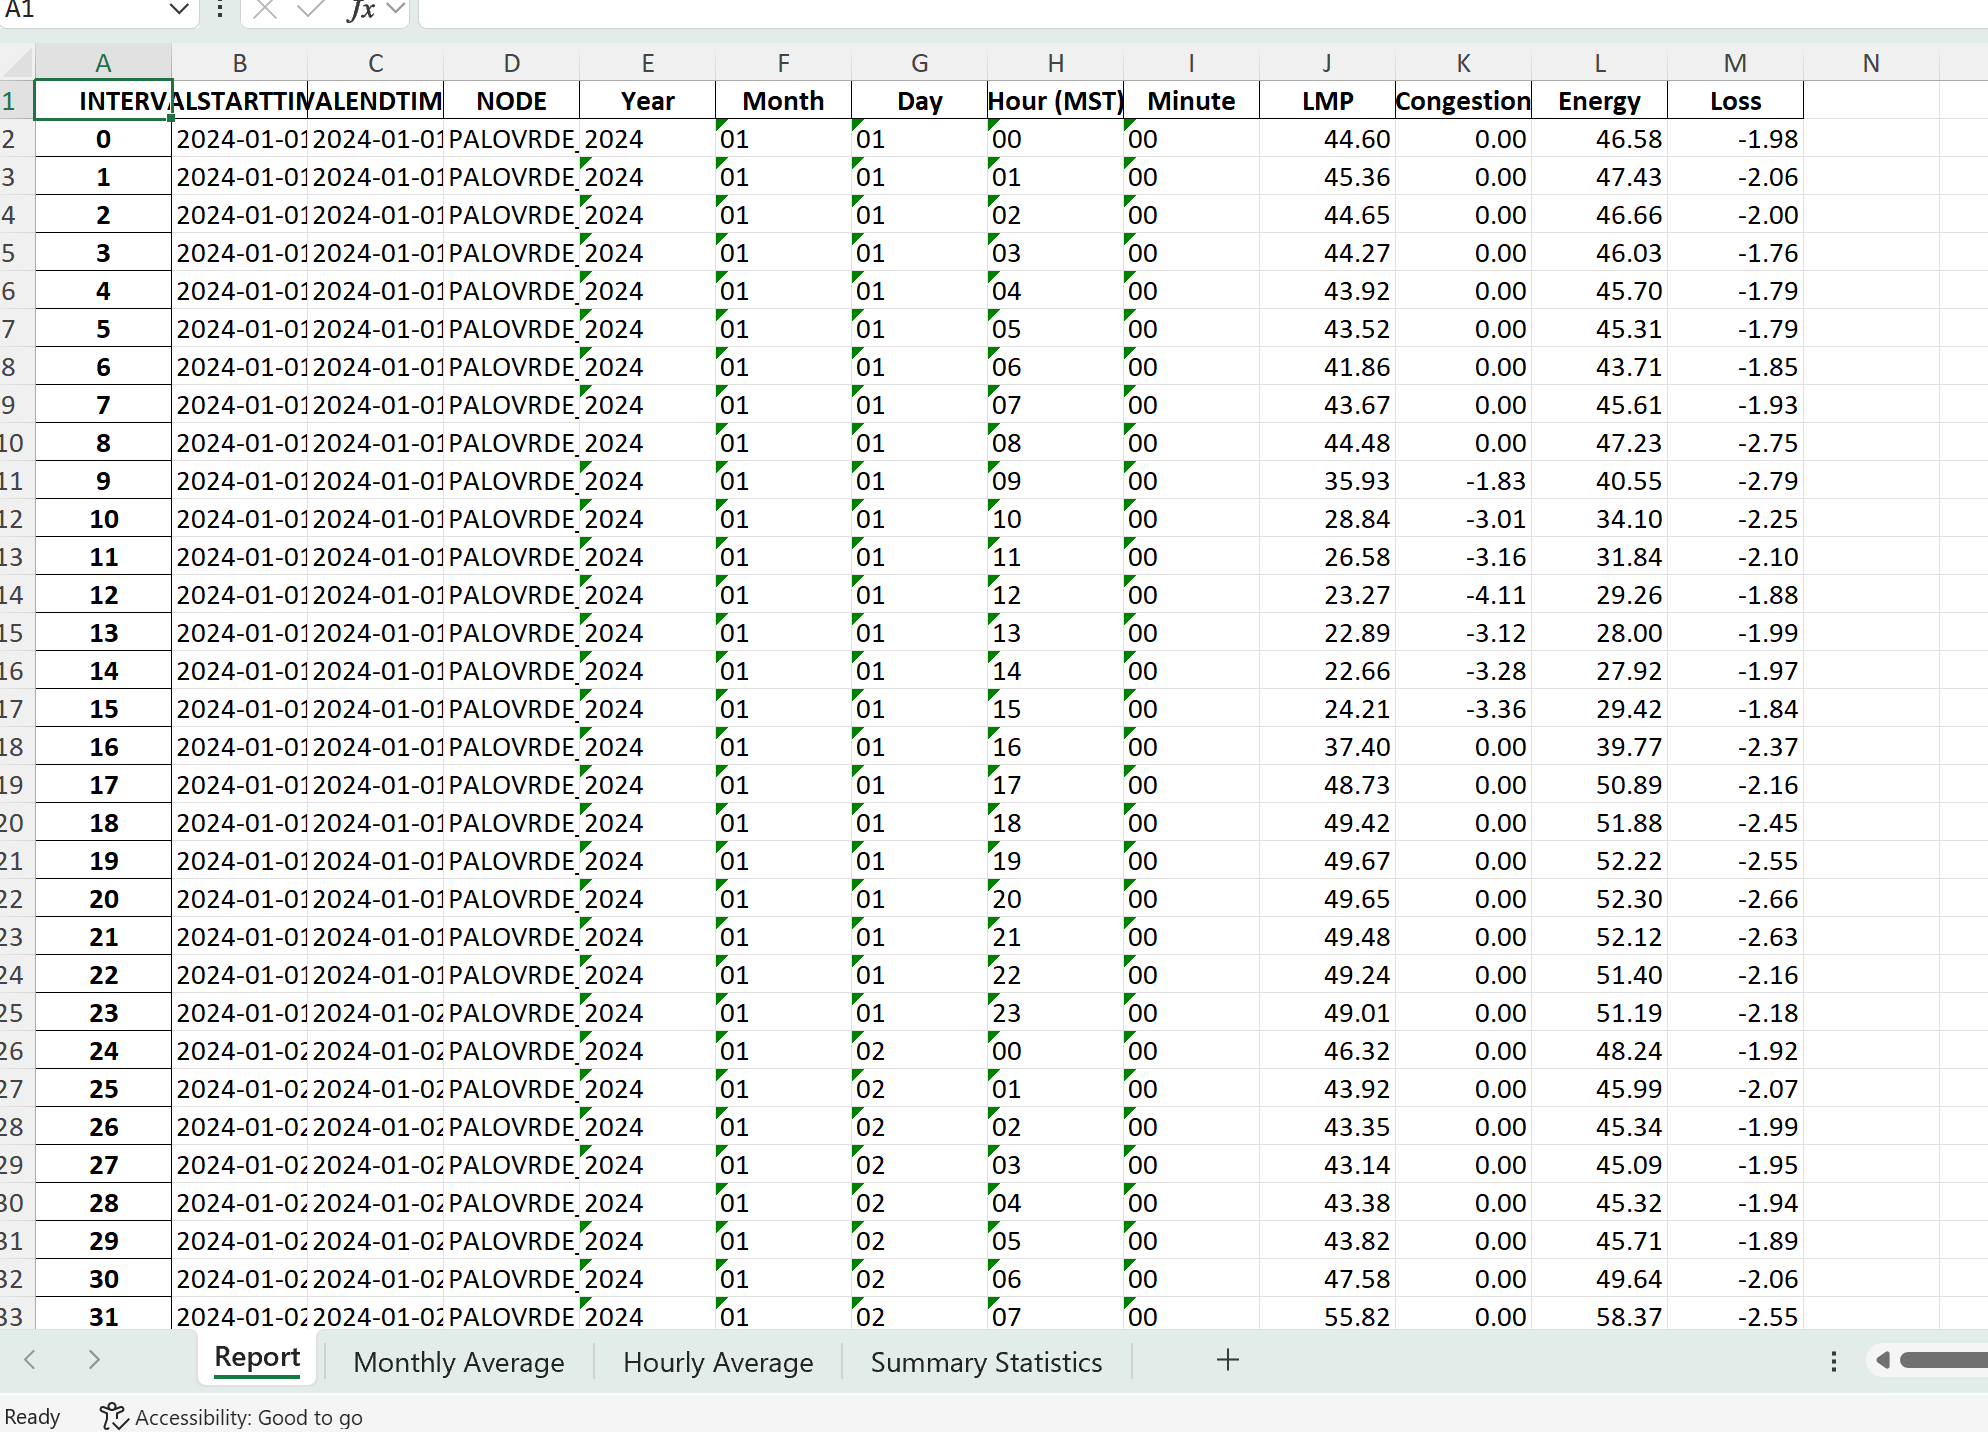 A1 fx
A B C D E F G H I J K L M N
1 INTERVALSTARTTIM VALENDTIM NODE Year Month Day Hour (MST) Minute LMP Congestion Energy Loss
2 0 2024-01-01 2024-01-01 PALOVRDE_ 2024 01 01 00 00 44.60 0.00 46.58 -1.98
3 1 2024-01-01 2024-01-01 PALOVRDE_ 2024 01 01 01 00 45.36 0.00 47.43 -2.06
4 2 2024-01-01 2024-01-01 PALOVRDE_ 2024 01 01 02 00 44.65 0.00 46.66 -2.00
5 3 2024-01-01 2024-01-01 PALOVRDE_ 2024 01 01 03 00 44.27 0.00 46.03 -1.76
6 4 2024-01-01 2024-01-01 PALOVRDE_ 2024 01 01 04 00 43.92 0.00 45.70 -1.79
7 5 2024-01-01 2024-01-01 PALOVRDE_ 2024 01 01 05 00 43.52 0.00 45.31 -1.79
8 6 2024-01-01 2024-01-01 PALOVRDE_ 2024 01 01 06 00 41.86 0.00 43.71 -1.85
9 7 2024-01-01 2024-01-01 PALOVRDE_ 2024 01 01 07 00 43.67 0.00 45.61 -1.93
10 8 2024-01-01 2024-01-01 PALOVRDE_ 2024 01 01 08 00 44.48 0.00 47.23 -2.75
11 9 2024-01-01 2024-01-01 PALOVRDE_ 2024 01 01 09 00 35.93 -1.83 40.55 -2.79
12 10 2024-01-01 2024-01-01 PALOVRDE_ 2024 01 01 10 00 28.84 -3.01 34.10 -2.25
13 11 2024-01-01 2024-01-01 PALOVRDE_ 2024 01 01 11 00 26.58 -3.16 31.84 -2.10
14 12 2024-01-01 2024-01-01 PALOVRDE_ 2024 01 01 12 00 23.27 -4.11 29.26 -1.88
15 13 2024-01-01 2024-01-01 PALOVRDE_ 2024 01 01 13 00 22.89 -3.12 28.00 -1.99
16 14 2024-01-01 2024-01-01 PALOVRDE_ 2024 01 01 14 00 22.66 -3.28 27.92 -1.97
17 15 2024-01-01 2024-01-01 PALOVRDE_ 2024 01 01 15 00 24.21 -3.36 29.42 -1.84
18 16 2024-01-01 2024-01-01 PALOVRDE_ 2024 01 01 16 00 37.40 0.00 39.77 -2.37
19 17 2024-01-01 2024-01-01 PALOVRDE_ 2024 01 01 17 00 48.73 0.00 50.89 -2.16
20 18 2024-01-01 2024-01-01 PALOVRDE_ 2024 01 01 18 00 49.42 0.00 51.88 -2.45
21 19 2024-01-01 2024-01-01 PALOVRDE_ 2024 01 01 19 00 49.67 0.00 52.22 -2.55
22 20 2024-01-01 2024-01-01 PALOVRDE_ 2024 01 01 20 00 49.65 0.00 52.30 -2.66
23 21 2024-01-01 2024-01-01 PALOVRDE_ 2024 01 01 21 00 49.48 0.00 52.12 -2.63
24 22 2024-01-01 2024-01-01 PALOVRDE_ 2024 01 01 22 00 49.24 0.00 51.40 -2.16
25 23 2024-01-01 2024-01-02 PALOVRDE_ 2024 01 01 23 00 49.01 0.00 51.19 -2.18
26 24 2024-01-02 2024-01-02 PALOVRDE_ 2024 01 02 00 00 46.32 0.00 48.24 -1.92
27 25 2024-01-02 2024-01-02 PALOVRDE_ 2024 01 02 01 00 43.92 0.00 45.99 -2.07
28 26 2024-01-02 2024-01-02 PALOVRDE_ 2024 01 02 02 00 43.35 0.00 45.34 -1.99
29 27 2024-01-02 2024-01-02 PALOVRDE_ 2024 01 02 03 00 43.14 0.00 45.09 -1.95
30 28 2024-01-02 2024-01-02 PALOVRDE_ 2024 01 02 04 00 43.38 0.00 45.32 -1.94
31 29 2024-01-02 2024-01-02 PALOVRDE_ 2024 01 02 05 00 43.82 0.00 45.71 -1.89
32 30 2024-01-02 2024-01-02 PALOVRDE_ 2024 01 02 06 00 47.58 0.00 49.64 -2.06
33 31 2024-01-02 2024-01-02 PALOVRDE_ 2024 01 02 07 00 55.82 0.00 58.37 -2.55
Report Monthly Average Hourly Average Summary Statistics +
Ready Accessibility: Good to go